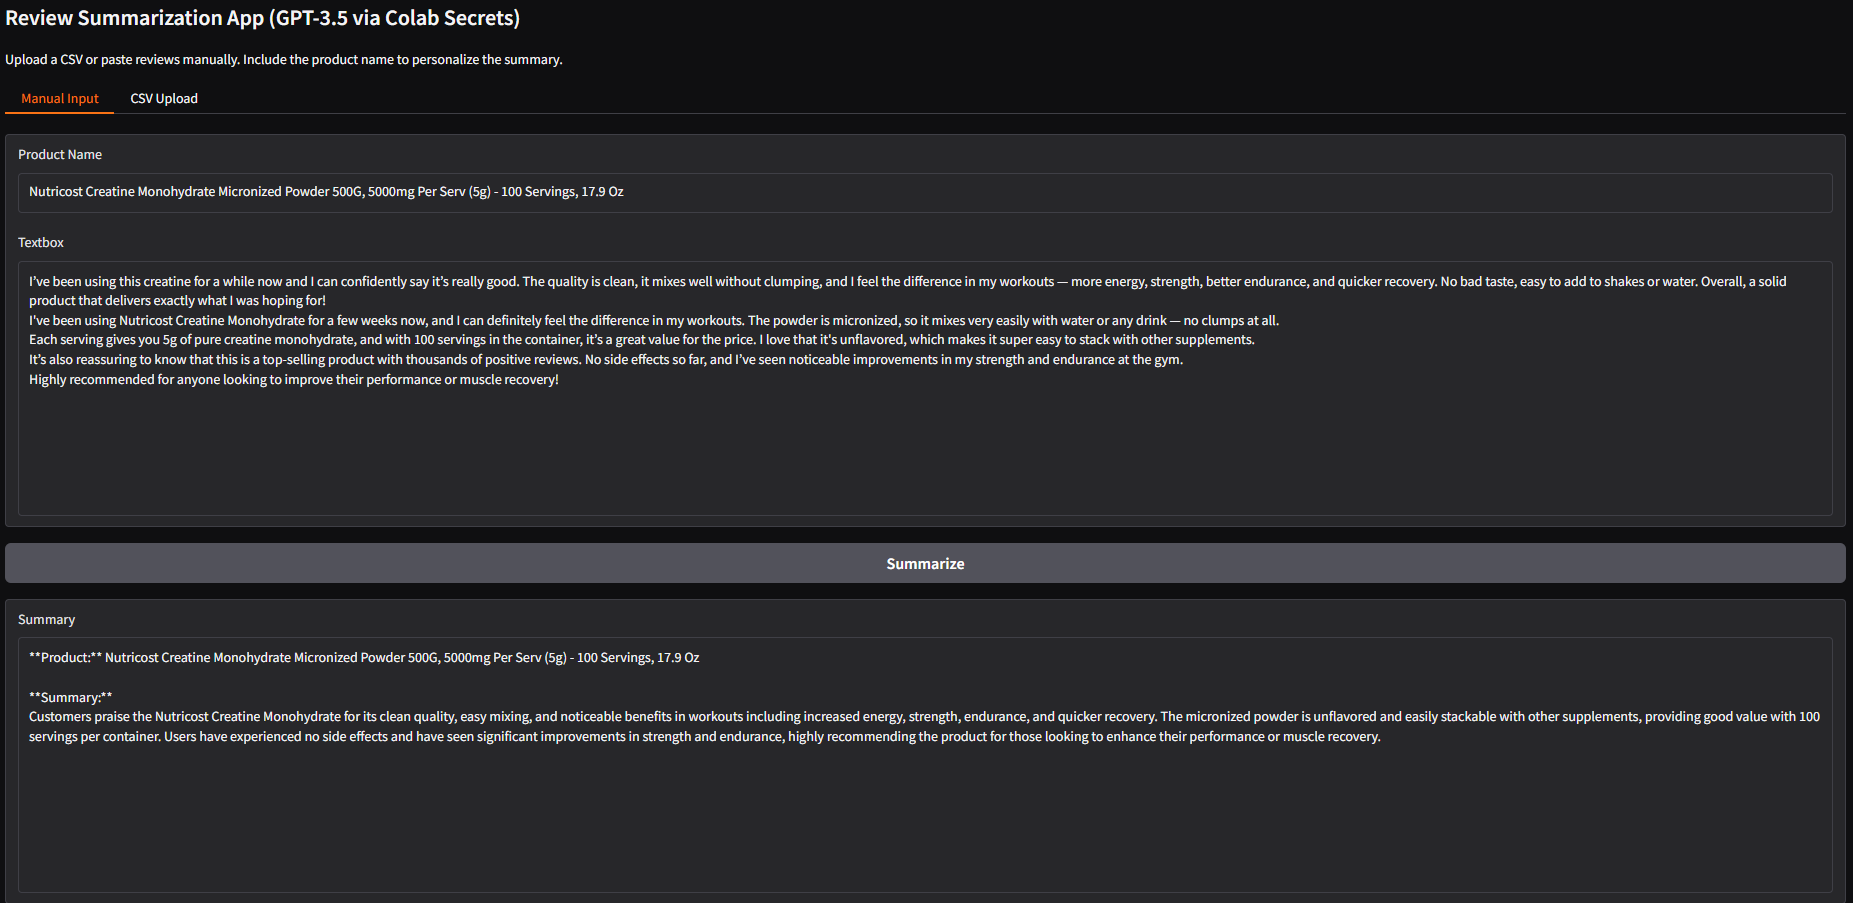 Review Summarization App (GPT-3.5 via Colab Secrets)
Upload a CSV or paste reviews manually. Include the product name to personalize the summary.
Manual Input
CSV Upload
Product Name
Nutricost Creatine Monohydrate Micronized Powder 500G, 5000mg Per Serv (5g) - 100 Servings, 17.9 Oz
Textbox
I’ve been using this creatine for a while now and I can confidently say it’s really good. The quality is clean, it mixes well without clumping, and I feel the difference in my workouts — more energy, strength, better endurance, and quicker recovery. No bad taste, easy to add to shakes or water. Overall, a solid
product that delivers exactly what I was hoping for!
I've been using Nutricost Creatine Monohydrate for a few weeks now, and I can definitely feel the difference in my workouts. The powder is micronized, so it mixes very easily with water or any drink — no clumps at all.
Each serving gives you 5g of pure creatine monohydrate, and with 100 servings in the container, it’s a great value for the price. I love that it's unflavored, which makes it super easy to stack with other supplements.
It’s also reassuring to know that this is a top-selling product with thousands of positive reviews. No side effects so far, and I’ve seen noticeable improvements in my strength and endurance at the gym.
Highly recommended for anyone looking to improve their performance or muscle recovery!
Summarize
Summary
**Product:** Nutricost Creatine Monohydrate Micronized Powder 500G, 5000mg Per Serv (5g) - 100 Servings, 17.9 Oz
**Summary:**
Customers praise the Nutricost Creatine Monohydrate for its clean quality, easy mixing, and noticeable benefits in workouts including increased energy, strength, endurance, and quicker recovery. The micronized powder is unflavored and easily stackable with other supplements, providing good value with 100
servings per container. Users have experienced no side effects and have seen significant improvements in strength and endurance, highly recommending the product for those looking to enhance their performance or muscle recovery.